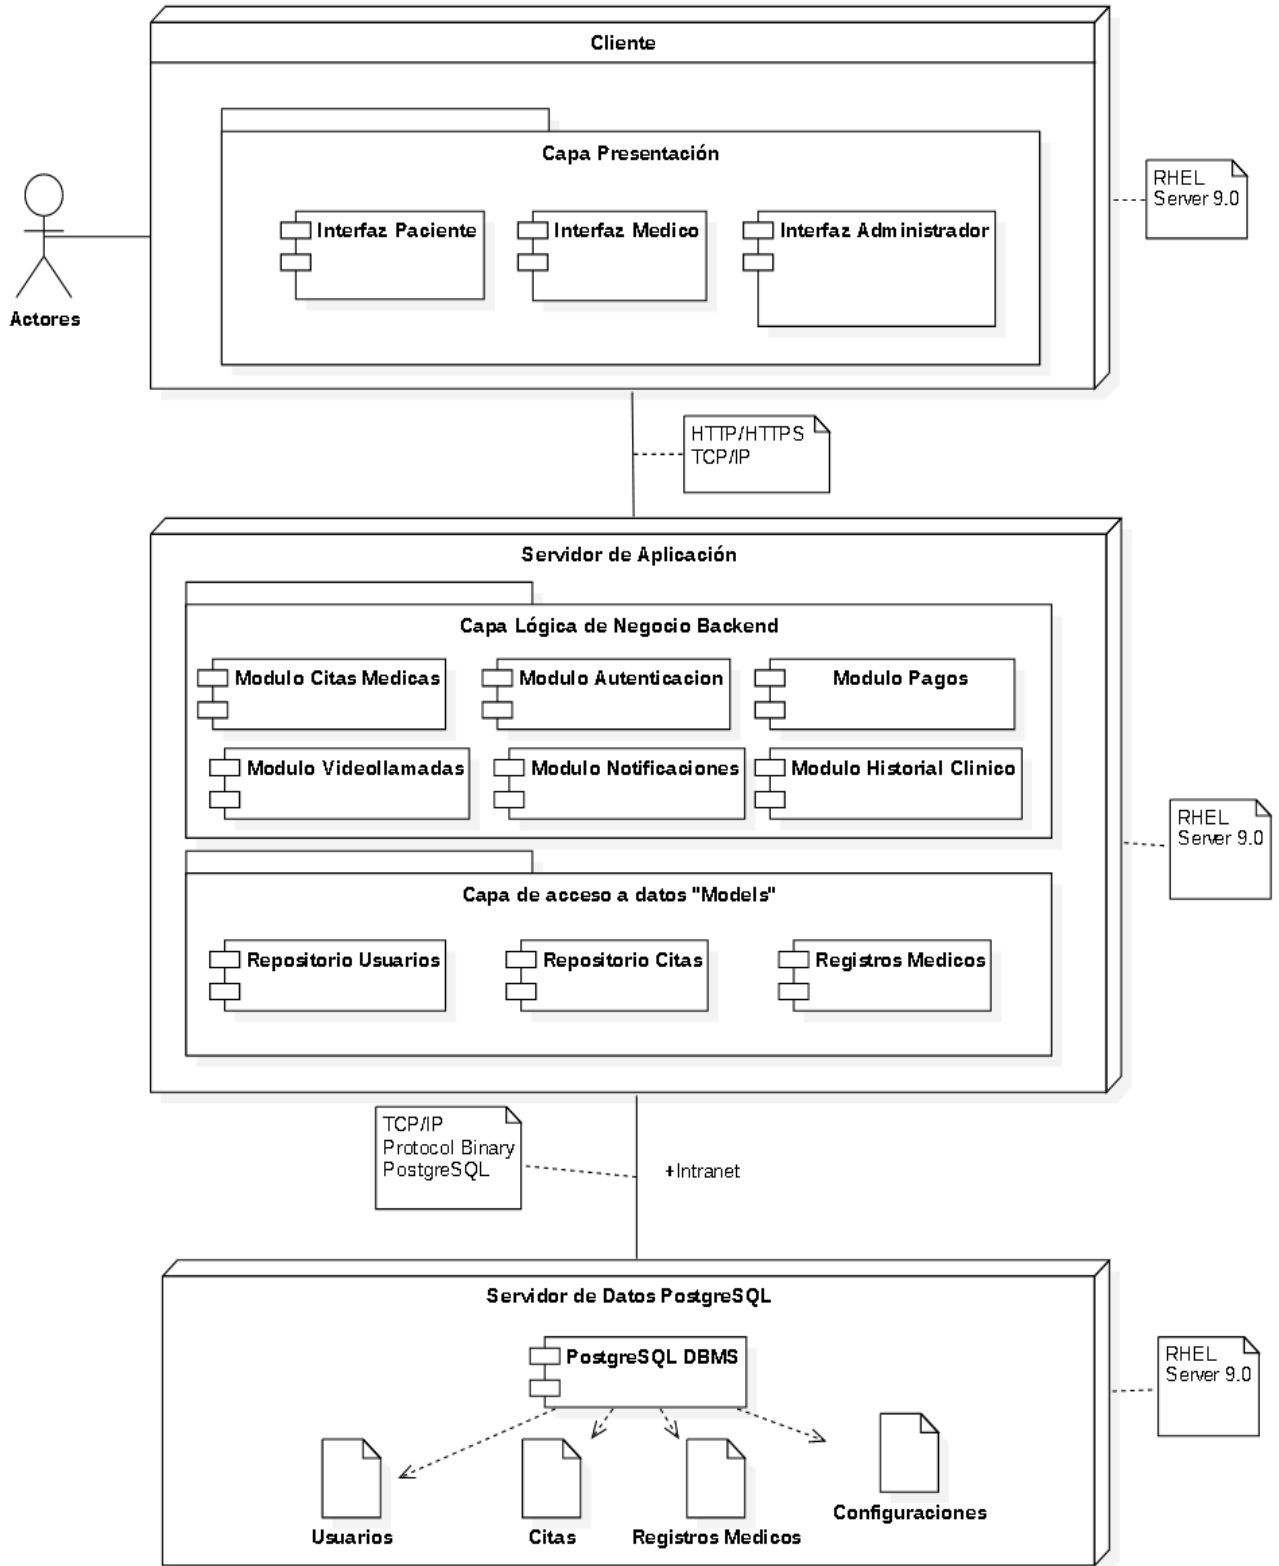 Cliente
Capa Presentación
RHEL
Server 9.0
Interfaz Paciente
Interfaz Medico
Interfaz Administrador
Actores
HTTP/HTTPS
TCP/IP
Servidor de Aplicación
Capa Lógica de Negocio Backend
Modulo Citas Medicas
Modulo Autenticacion
Modulo Pagos
Modulo Videollamadas
Modulo Notificaciones
Modulo Historial Clinico
RHEL
Server 9.0
Capa de acceso a datos "Models"
Repositorio Usuarios
Repositorio Citas
Registros Medicos
TCP/IP
Protocol Binary
PostgreSQL
+Intranet
Servidor de Datos PostgreSQL
PostgreSQL DBMS
RHEL
Server 9.0
Usuarios
Citas
Registros Medicos
Configuraciones